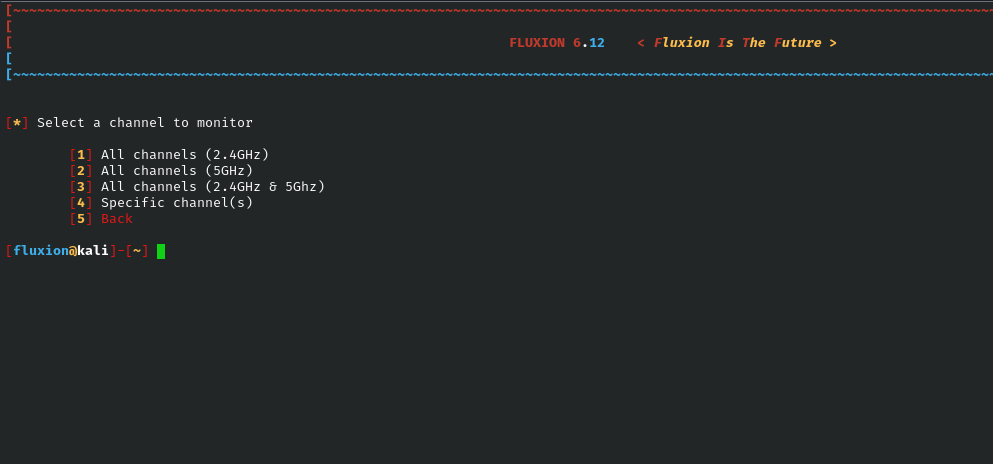 [~~~~~~~~~~~~~~~~~~~~~~~~~~~~~~~~~~~~~~~~~~~~~~~~~~~~~~~~~~~~~~~~~~~~~~~~~~~~~~~~~~~~~~~~~~~~~~~~~~~~~~~~~~~~~~~~~~~~~~~~~~~
[
[ FLUXION 6.12 < Fluxion Is The Future >
[
[~~~~~~~~~~~~~~~~~~~~~~~~~~~~~~~~~~~~~~~~~~~~~~~~~~~~~~~~~~~~~~~~~~~~~~~~~~~~~~~~~~~~~~~~~~~~~~~~~~~~~~~~~~~~~~~~~~~~~~~~~~~
[*] Select a channel to monitor
[1] All channels (2.4GHz)
[2] All channels (5GHz)
[3] All channels (2.4GHz & 5Ghz)
[4] Specific channel(s)
[5] Back
[fluxion@kali]-[~]